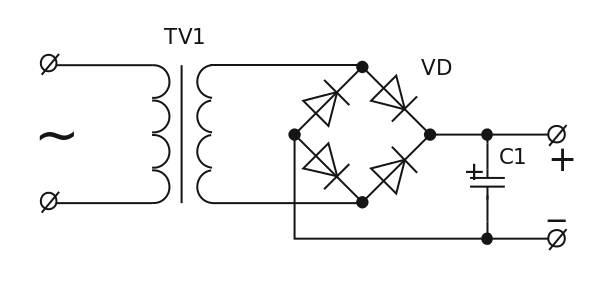 TV1
VD
~
C1
+
+
−